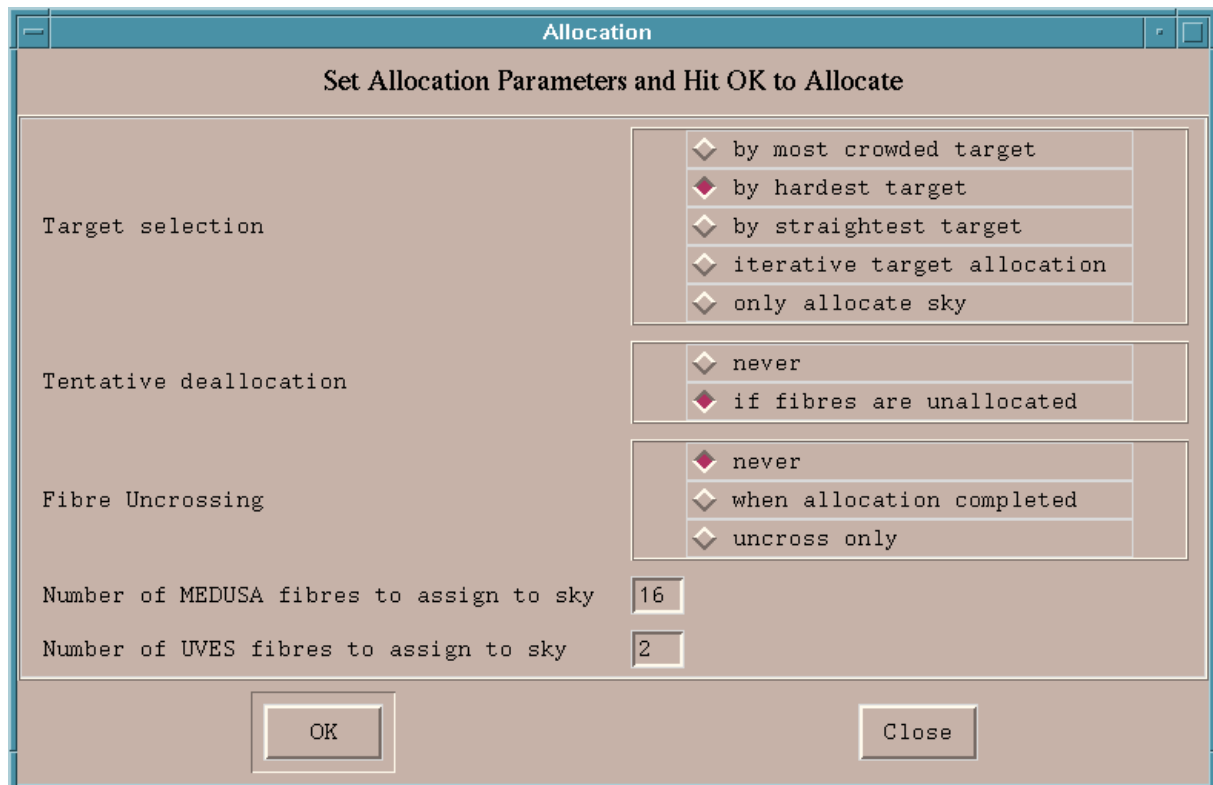 Allocation
Set Allocation Parameters and Hit OK to Allocate
Target selection
by most crowded target
by hardest target
by straightest target
iterative target allocation
only allocate sky
Tentative deallocation
never
if fibres are unallocated
Fibre Uncrossing
never
when allocation completed
uncross only
Number of MEDUSA fibres to assign to sky 16
Number of UVES fibres to assign to sky 2
OK Close